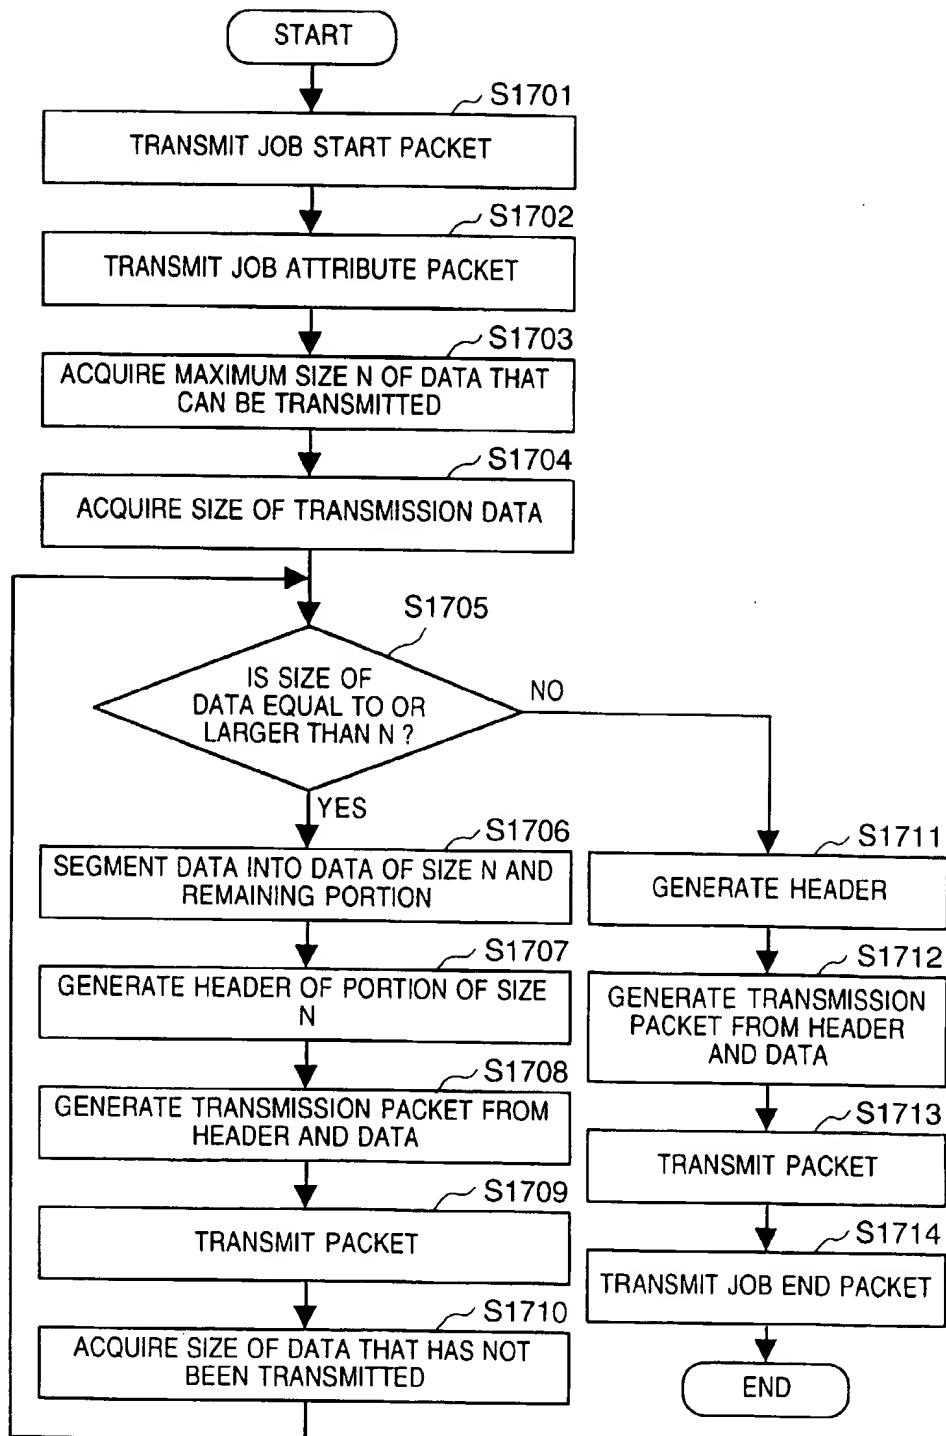 START
S1701
TRANSMIT JOB START PACKET
S1702
TRANSMIT JOB ATTRIBUTE PACKET
S1703
ACQUIRE MAXIMUM SIZE N OF DATA THAT
CAN BE TRANSMITTED
S1704
ACQUIRE SIZE OF TRANSMISSION DATA
S1705
IS SIZE OF
DATA EQUAL TO OR
LARGER THAN N ?
NO
YES
S1706
SEGMENT DATA INTO DATA OF SIZE N AND
REMAINING PORTION
S1707
GENERATE HEADER OF PORTION OF SIZE
N
S1708
GENERATE TRANSMISSION PACKET FROM
HEADER AND DATA
S1709
TRANSMIT PACKET
S1710
ACQUIRE SIZE OF DATA THAT HAS NOT
BEEN TRANSMITTED
S1711
GENERATE HEADER
S1712
GENERATE TRANSMISSION
PACKET FROM HEADER
AND DATA
S1713
TRANSMIT PACKET
S1714
TRANSMIT JOB END PACKET
END